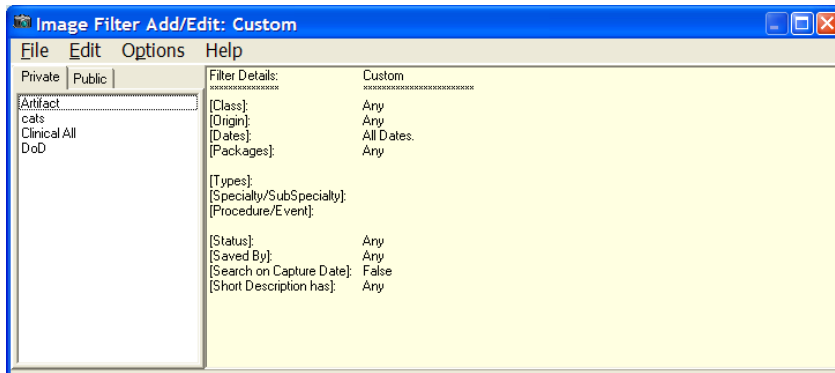 Image Filter Add/Edit: Custom
File Edit Options Help
Private Public
Artifact
cats
Clinical All
DoD
Filter Details: Custom
*************** ************************
[Class]: Any
[Origin]: Any
[Dates]: All Dates.
[Packages]: Any
[Types]:
[Specialty/SubSpecialty]:
[Procedure/Event]:
[Status]: Any
[Saved By]: Any
[Search on Capture Date]: False
[Short Description has]: Any